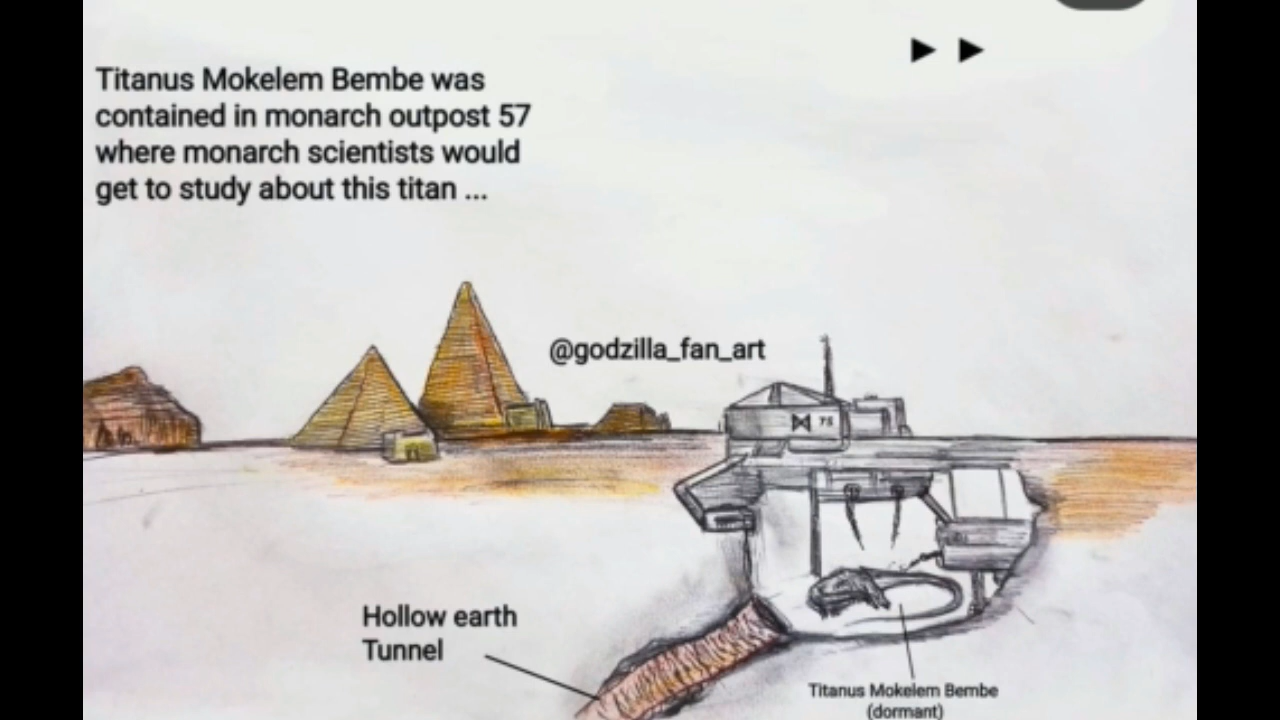 Titanus Mokelem Bembe was
contained in monarch outpost 57
where monarch scientists would
get to study about this titan ...
@godzilla_fan_art
75
Hollow earth
Tunnel
Titanus Mokelem Bembe
(dormant)